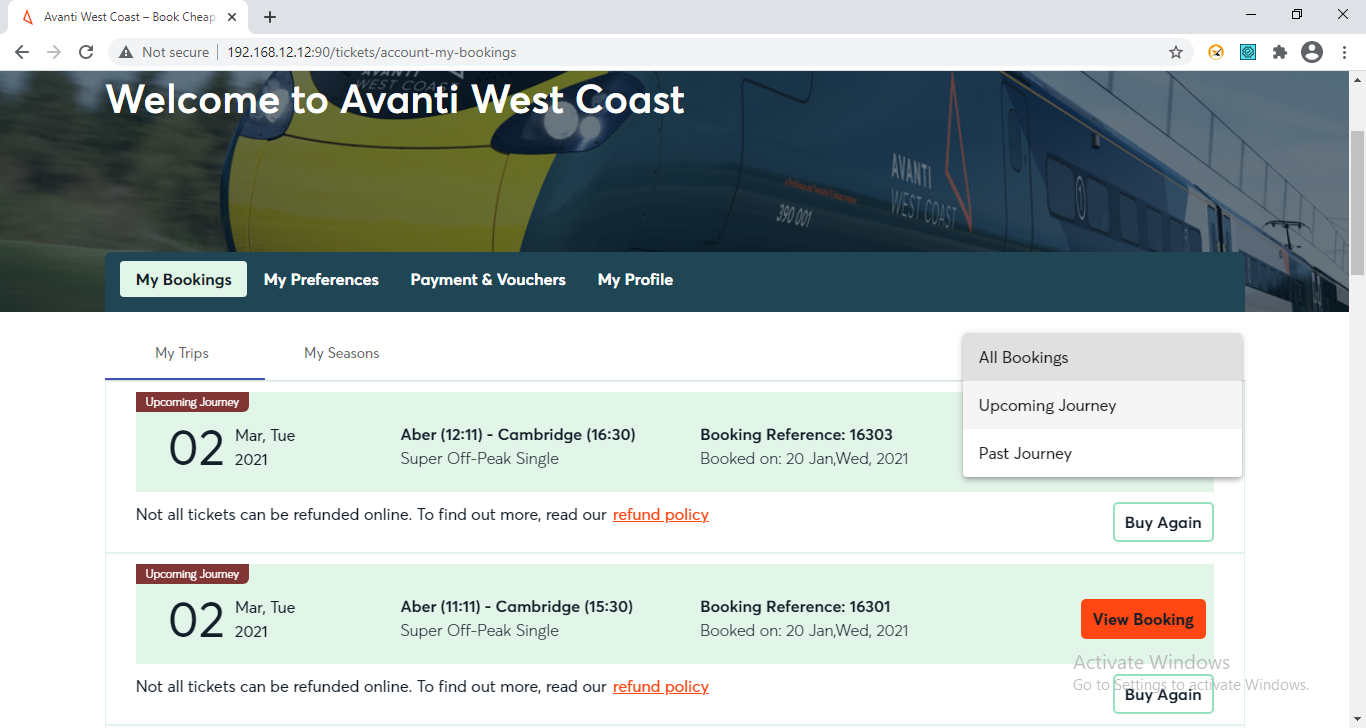 Avanti West Coast – Book Cheap
Not secure
192.168.12.12:90/tickets/account-my-bookings
AVANTI
WEST COAST
Welcome to Avanti West Coast
390 001
AVANTI
WEST COAST
My Bookings
My Preferences
Payment & Vouchers
My Profile
My Trips
My Seasons
All Bookings
Upcoming Journey
Past Journey
Upcoming Journey
02
Mar, Tue
2021
Aber (12:11) - Cambridge (16:30)
Super Off-Peak Single
Booking Reference: 16303
Booked on: 20 Jan,Wed, 2021
Not all tickets can be refunded online. To find out more, read our refund policy
Buy Again
Upcoming Journey
02
Mar, Tue
2021
Aber (11:11) - Cambridge (15:30)
Super Off-Peak Single
Booking Reference: 16301
Booked on: 20 Jan,Wed, 2021
View Booking
Not all tickets can be refunded online. To find out more, read our refund policy
Buy Again
Activate Windows
Go to Settings to activate Windows.